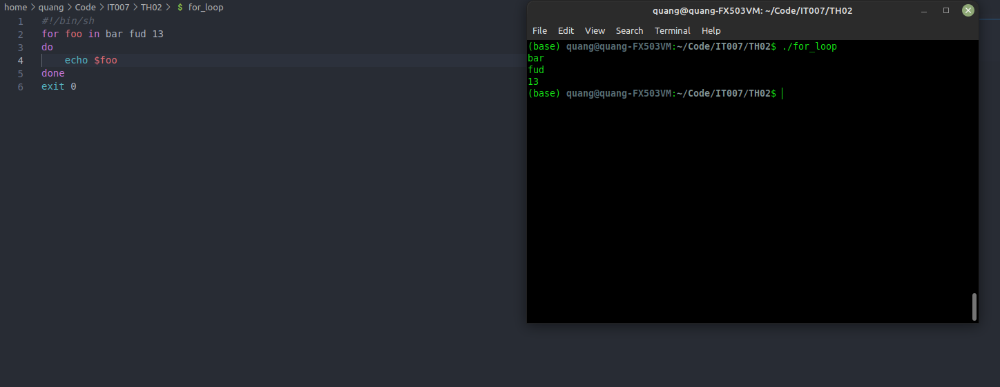 home > quang > Code > IT007 > TH02 > $ for_loop
1 #!/bin/sh
2 for foo in bar fud 13
3 do
4 echo $foo
5 done
6 exit 0
quang@quang-FX503VM: ~/Code/IT007/TH02
File Edit View Search Terminal Help
(base) quang@quang-FX503VM:~/Code/IT007/TH02$ ./for_loop
bar
fud
13
(base) quang@quang-FX503VM:~/Code/IT007/TH02$